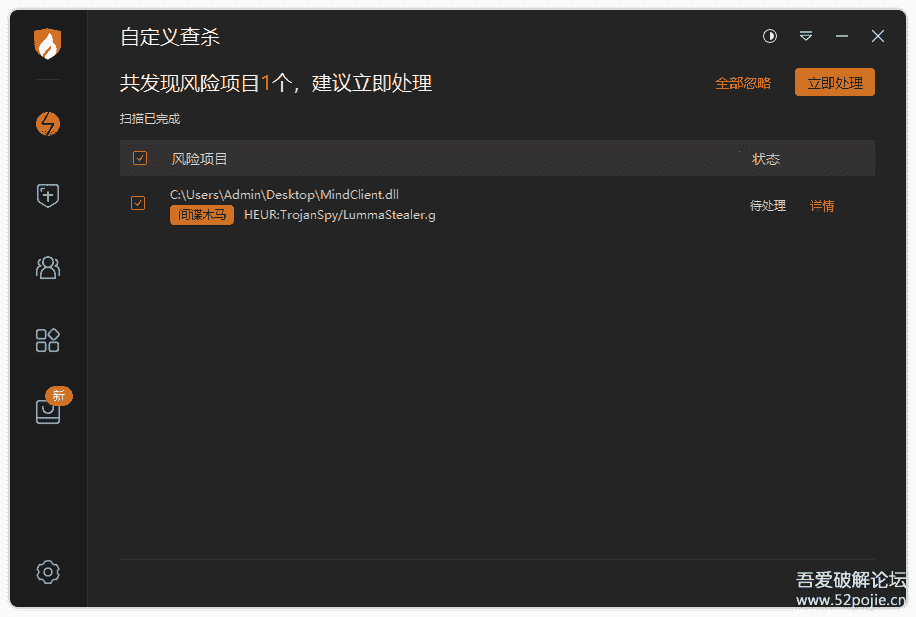 自定义查杀
共发现风险项目1个，建议立即处理
全部忽略
立即处理
扫描已完成
风险项目
状态
C:\Users\Admin\Desktop\MindClient.dll
间谍木马 HEUR:TrojanSpy/LummaStealer.g
待处理 详情
新
吾爱破解论坛
www.52pojie.cn